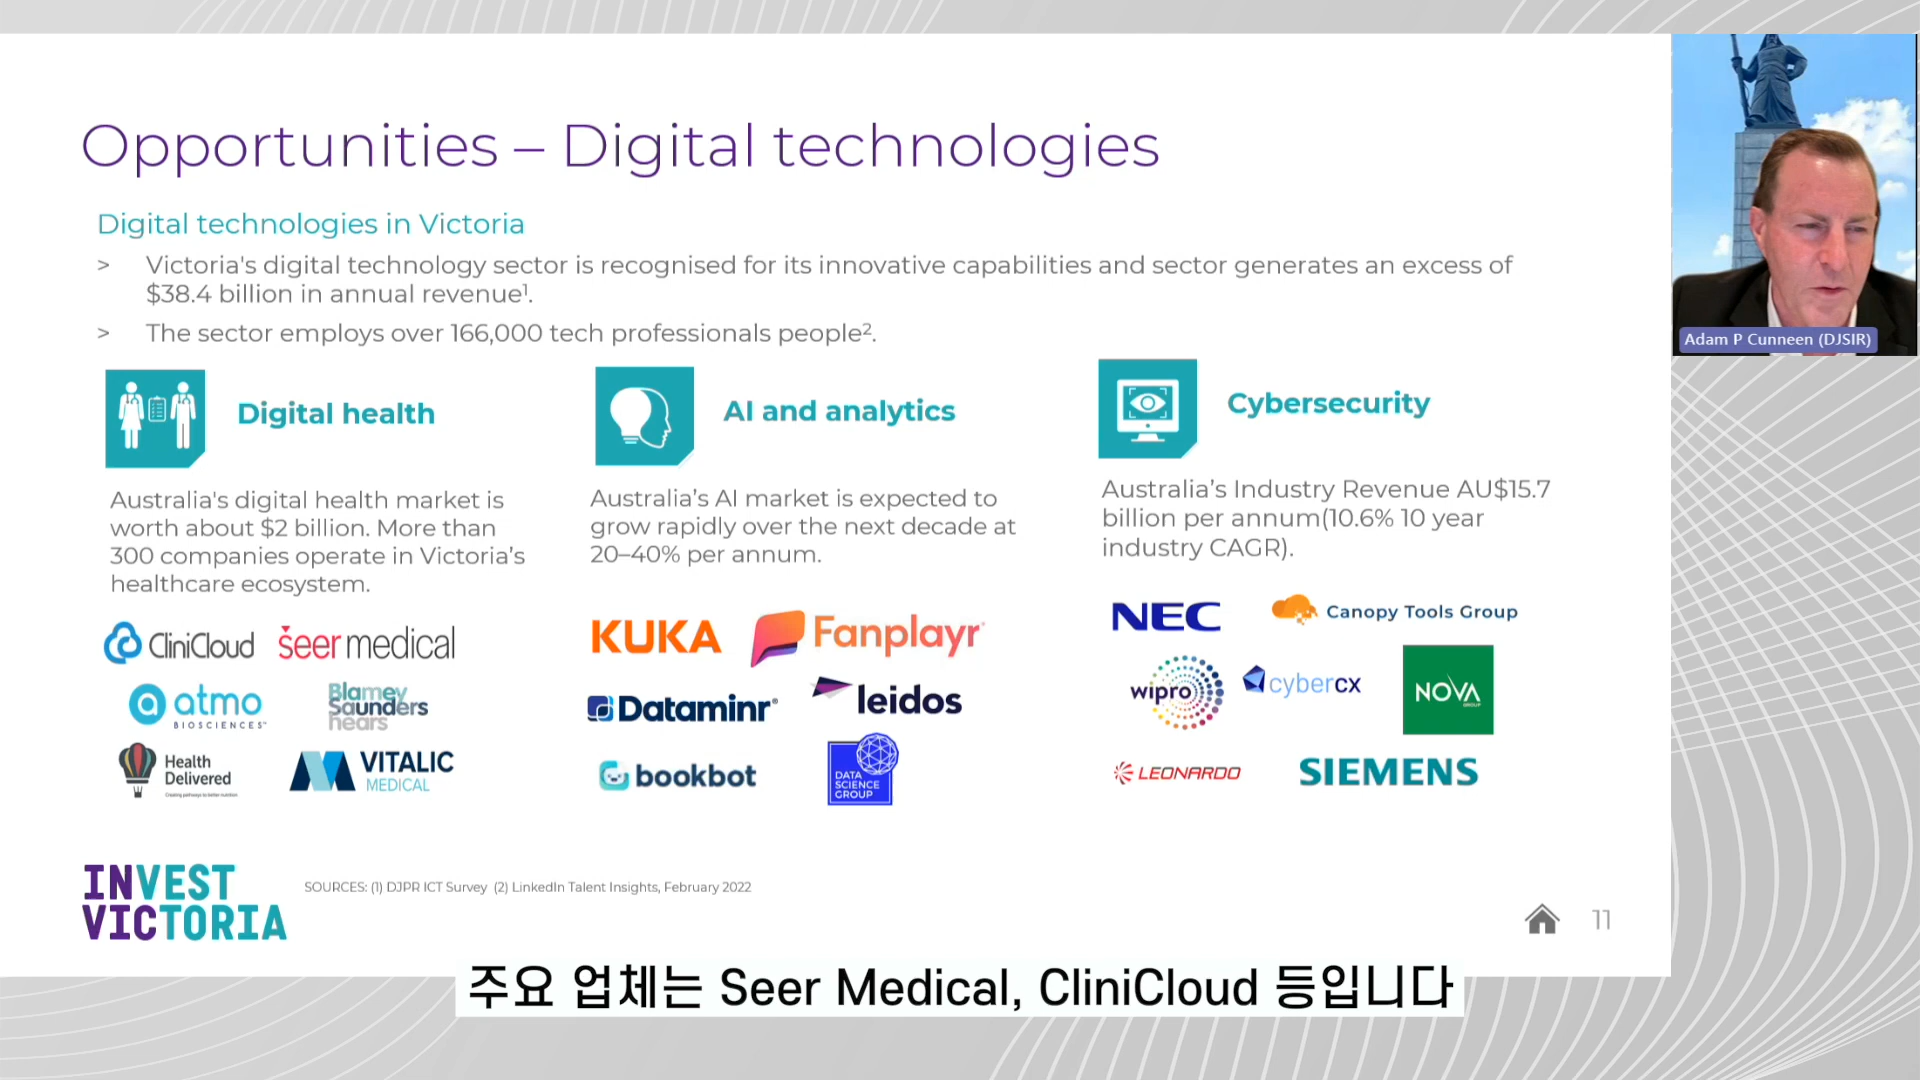 Opportunities – Digital technologies
Digital technologies in Victoria
> Victoria's digital technology sector is recognised for its innovative capabilities and sector generates an excess of
$38.4 billion in annual revenue¹.
> The sector employs over 166,000 tech professionals people².
Digital health
Australia's digital health market is
worth about $2 billion. More than
300 companies operate in Victoria's
healthcare ecosystem.
CliniCloud
seer medical
atmo
BIOSCIENCES™
Blamey
Saunders
hears
Health
Delivered
Creating pathways to better nutrition
VITALIC
MEDICAL
AI and analytics
Australia’s AI market is expected to
grow rapidly over the next decade at
20–40% per annum.
KUKA
Fanplayr
Dataminr®
leidos
bookbot
DATA
SCIENCE
GROUP
Cybersecurity
Australia’s Industry Revenue AU$15.7
billion per annum(10.6% 10 year
industry CAGR).
NEC
Canopy Tools Group
wipro
cybercx
NOVA
GROUP
LEONARDO
SIEMENS
INVEST
VICTORIA
SOURCES: (1) DJPR ICT Survey (2) LinkedIn Talent Insights, February 2022
11
Adam P Cunneen (DJSIR)
주요 업체는 Seer Medical, CliniCloud 등입니다